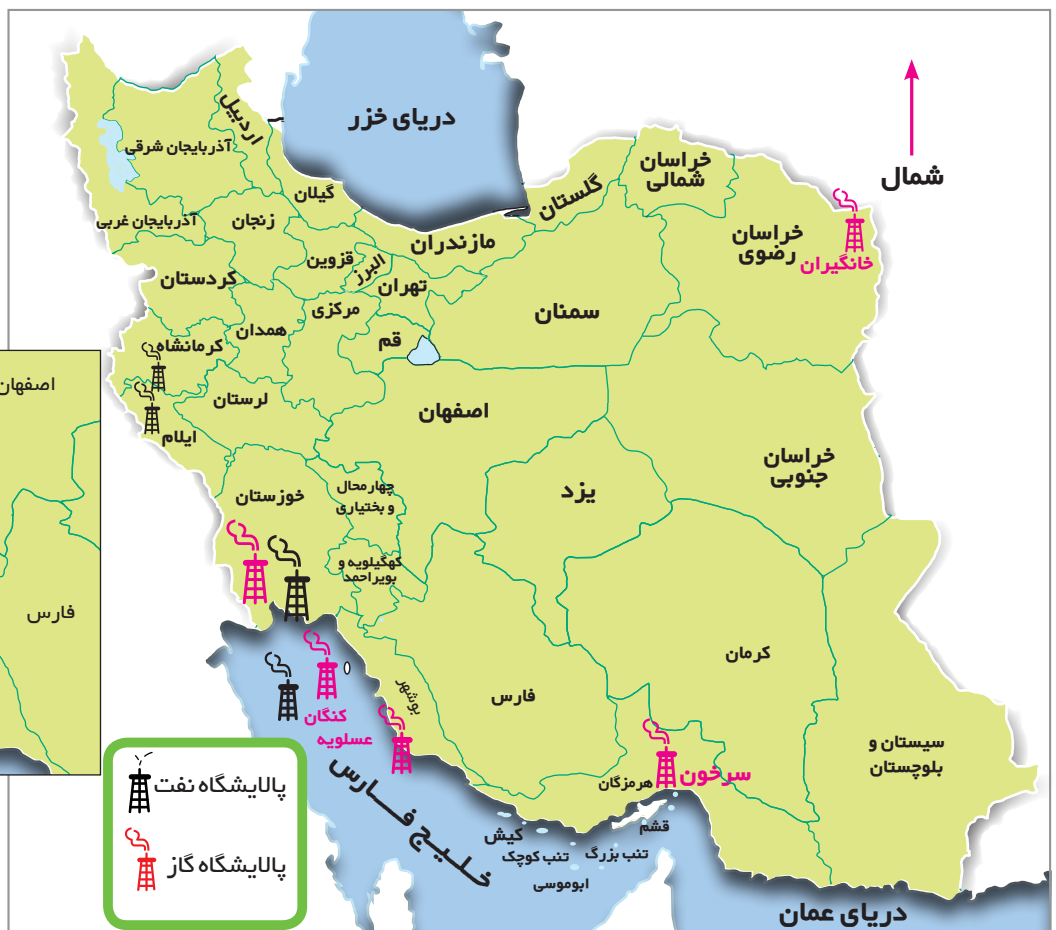 دریای خزر
شمال
اردبیل
آذربایجان شرقی
گیلان
گلستان
خراسان
شمالی
آذربایجان غربی
زنجان
مازندران
خراسان
رضوی
خانگیران
قزوین
البرز
تهران
کردستان
سمنان
مرکزی
همدان
قم
کرمانشاه
اصفهان
لرستان
اصفهان
ایلام
خراسان
جنوبی
خوزستان
چهارمحال
و بختیاری
یزد
کهگیلویه و
بویراحمد
فارس
کرمان
بوشهر
فارس
کنگان
عسلویه
سیستان و
بلوچستان
هرمزگان
سرخون
خلیج فارس
کیش
قشم
تنب کوچک
تنب بزرگ
ابوموسی
دریای عمان
پالایشگاه نفت
پالایشگاه گاز